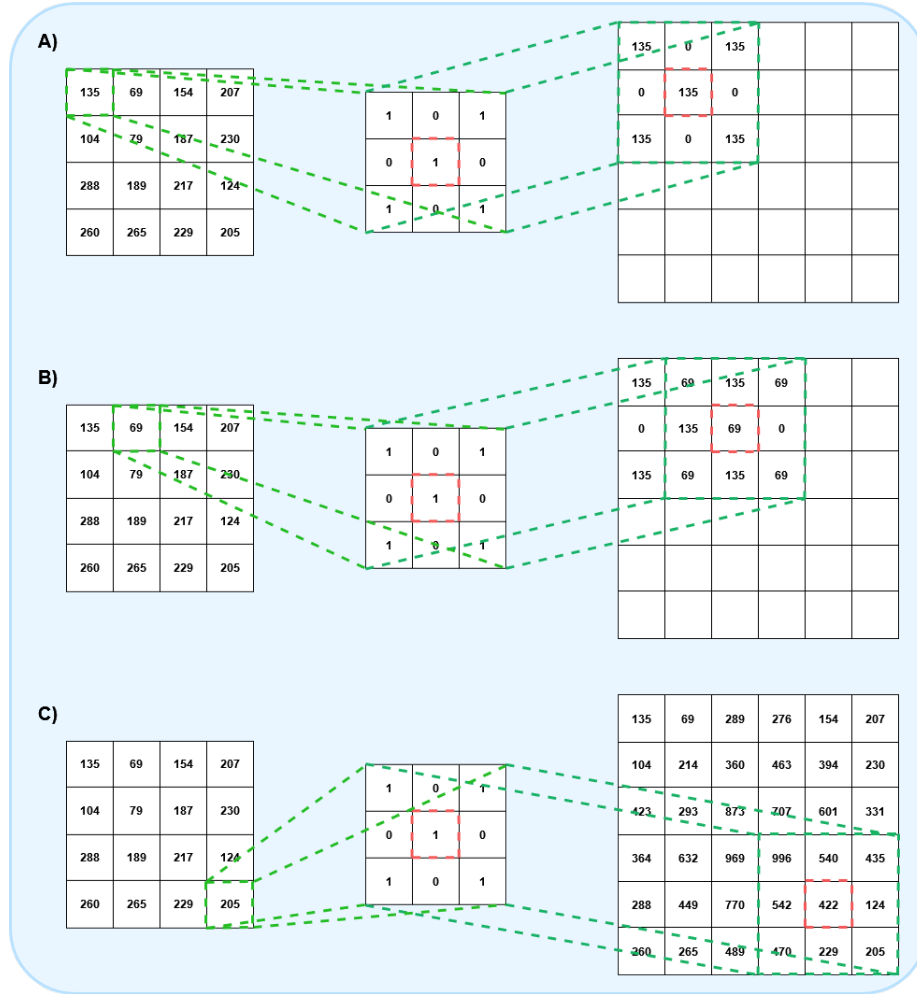 A)
135 69 154 207
104 79 187 230
288 189 217 124
260 265 229 205
1 0 1
0 1 0
1 0 1
135 0 135
0 135 0
135 0 135
B)
135 69 154 207
104 79 187 230
288 189 217 124
260 265 229 205
1 0 1
0 1 0
1 0 1
135 69 135 69
0 135 69 0
135 69 135 69
C)
135 69 154 207
104 79 187 230
288 189 217 124
260 265 229 205
1 0 1
0 1 0
1 0 1
135 69 289 276 154 207
104 214 360 463 394 230
423 293 873 707 601 331
364 632 969 996 540 435
288 449 770 542 422 124
260 265 489 470 229 205